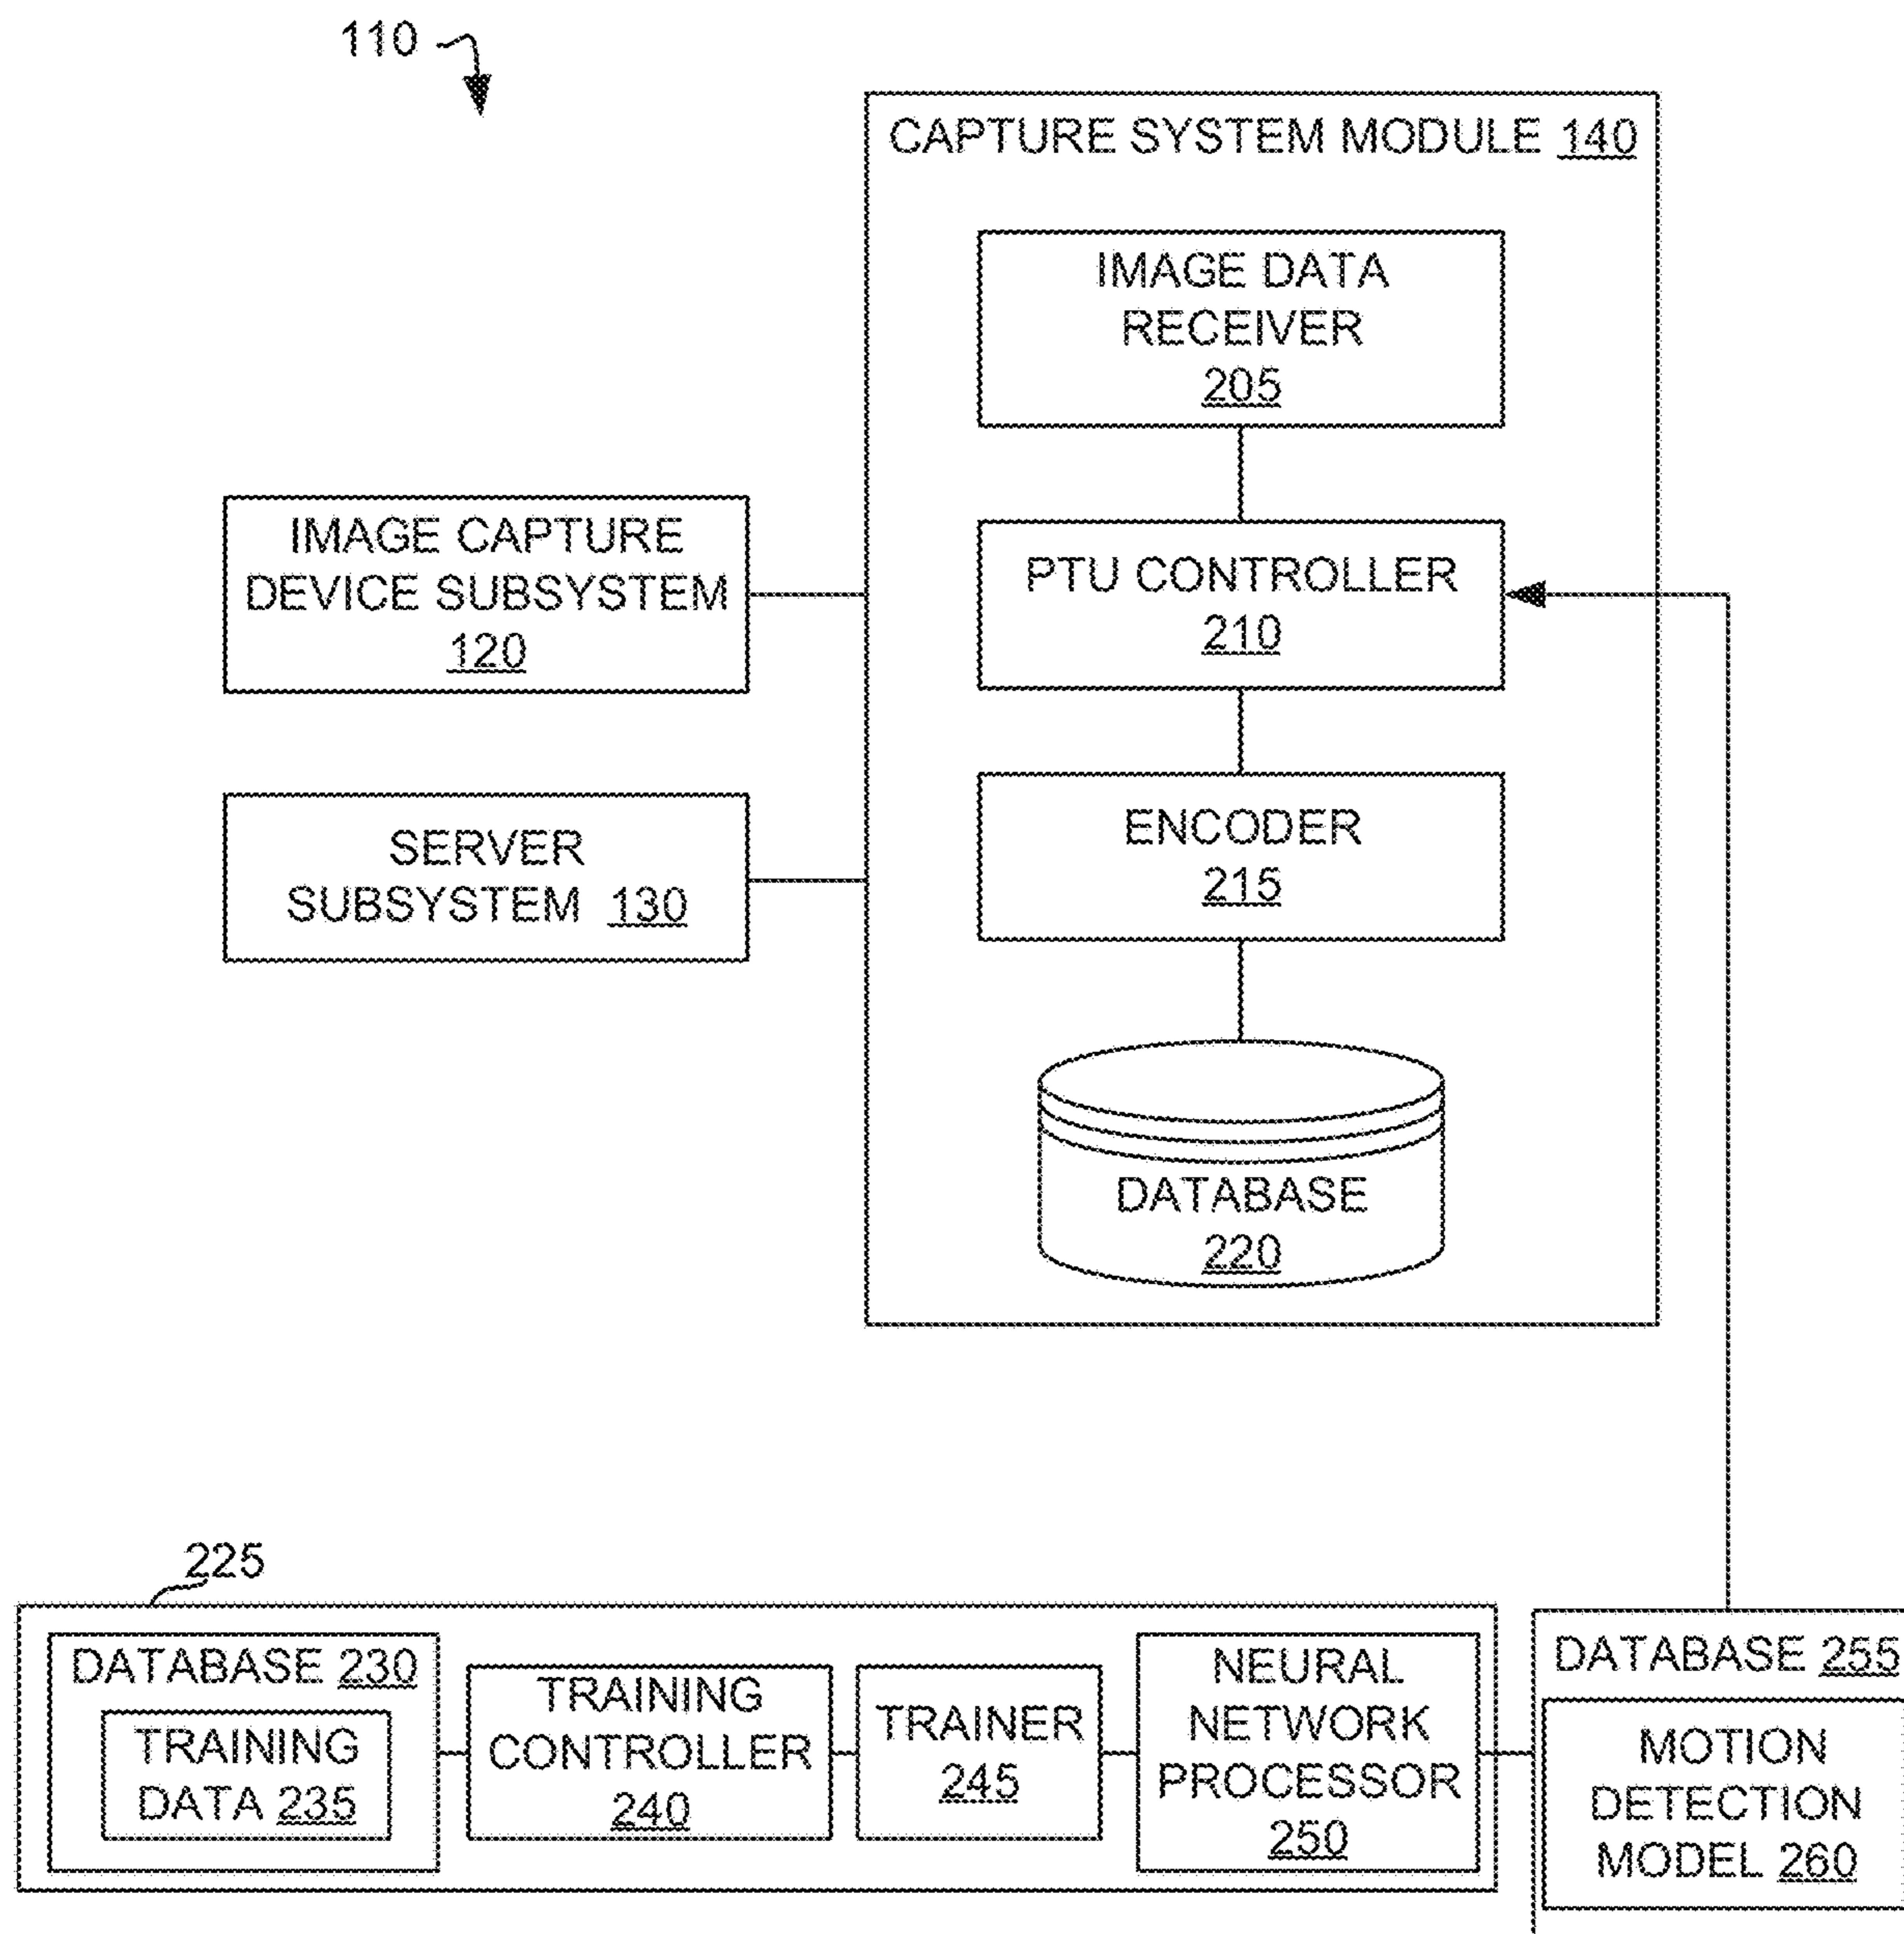 110
CAPTURE SYSTEM MODULE 140
IMAGE DATA
RECEIVER
205
IMAGE CAPTURE
DEVICE SUBSYSTEM
120
PTU CONTROLLER
210
SERVER
SUBSYSTEM 130
ENCODER
215
DATABASE
220
225
DATABASE 230
TRAINING
DATA 235
TRAINING
CONTROLLER
240
TRAINER
245
NEURAL
NETWORK
PROCESSOR
250
DATABASE 255
MOTION
DETECTION
MODEL 260